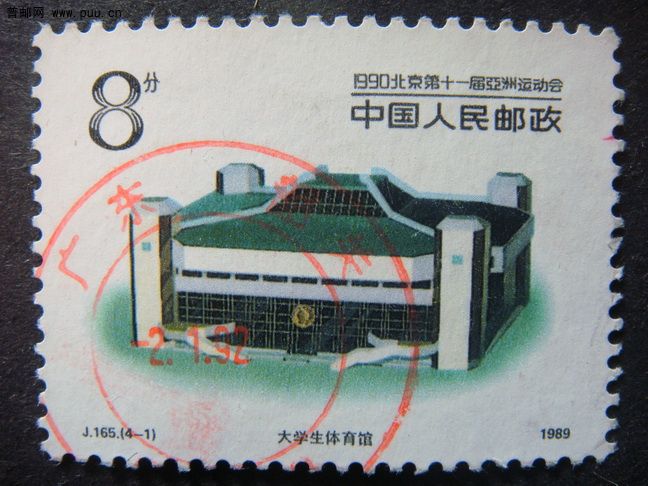 普邮网 www.puu.cn
8分
1990北京第十一届亞洲运动会
中国人民邮政
广东
2.1.92
J.165.(4-1)
大学生体育馆
1989